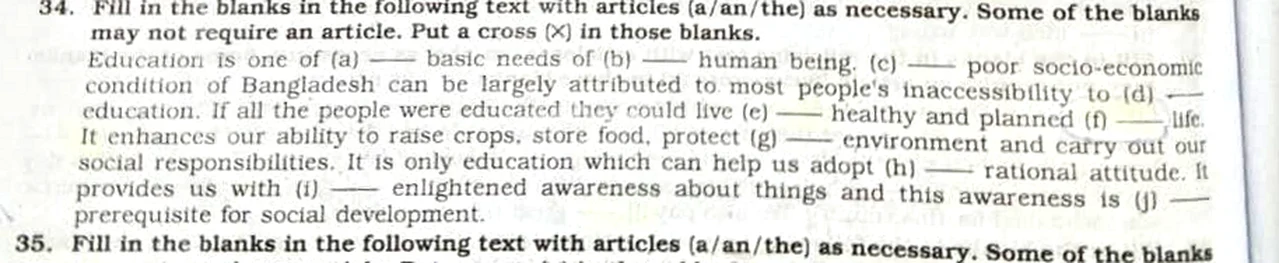 34. Fill in the blanks in the following text with articles (a/an/the) as necessary. Some of the blanks
may not require an article. Put a cross (×) in those blanks.
Education is one of (a) —— basic needs of (b) —— human being. (c) —— poor socio-economic
condition of Bangladesh can be largely attributed to most people's inaccessibility to (d) ——
education. If all the people were educated they could live (e) —— healthy and planned (f) —— life.
It enhances our ability to raise crops, store food, protect (g) —— environment and carry out our
social responsibilities. It is only education which can help us adopt (h) —— rational attitude. It
provides us with (i) —— enlightened awareness about things and this awareness is (j) ——
prerequisite for social development.
35. Fill in the blanks in the following text with articles (a/an/the) as necessary. Some of the blanks